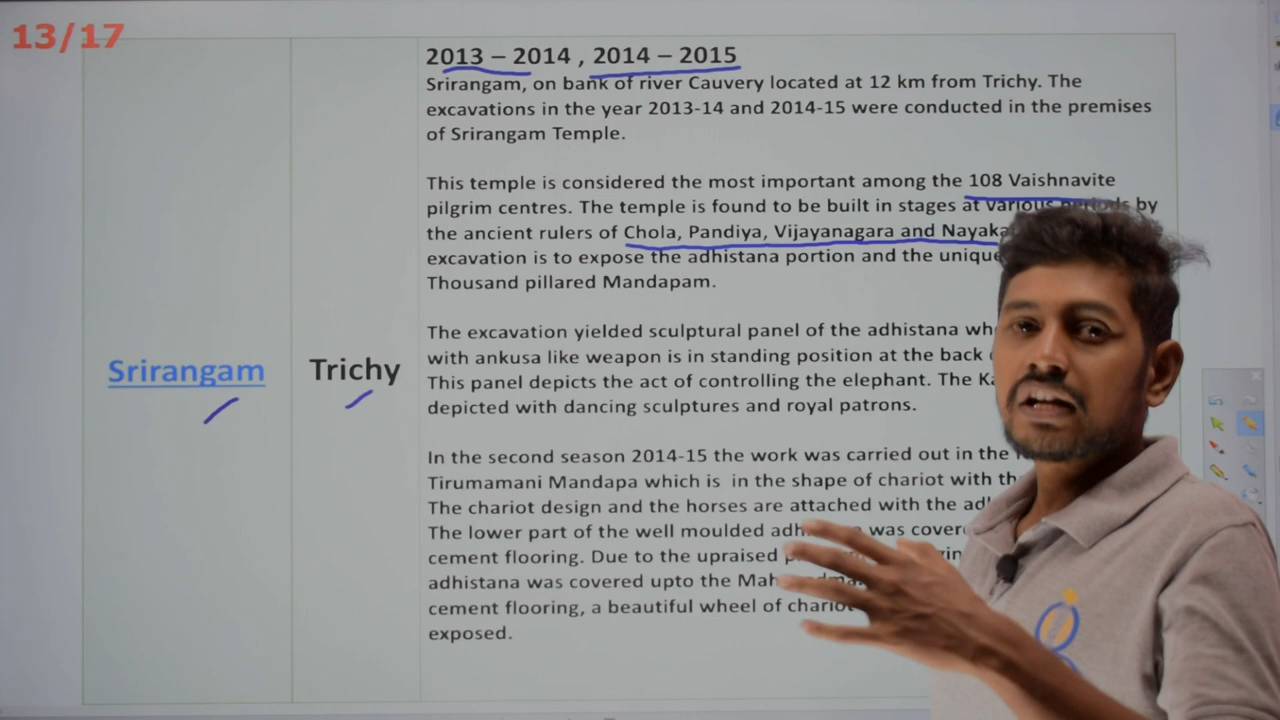 13/17
2013 – 2014 , 2014 – 2015
Srirangam, on bank of river Cauvery located at 12 km from Trichy. The
excavations in the year 2013-14 and 2014-15 were conducted in the premises
of Srirangam Temple.
This temple is considered the most important among the 108 Vaishnavite
pilgrim centres. The temple is found to be built in stages at various periods by
the ancient rulers of Chola, Pandiya, Vijayanagara and
excavation is to expose the adhistana portion and the unique
Thousand pillared Mandapam.
The excavation yielded sculptural panel of the adhistana
with ankusa like weapon is in standing position at the back
This panel depicts the act of controlling the elephant. The
depicted with dancing sculptures and royal patrons.
In the second season 2014-15 the work was carried out in the
Tirumamani Mandapa which is in the shape of chariot with
The chariot design and the horses are attached with the
The lower part of the well moulded was
cement flooring. Due to the upraised
adhistana was covered upto the
cement flooring, a beautiful wheel of
exposed.
Srirangam
Trichy